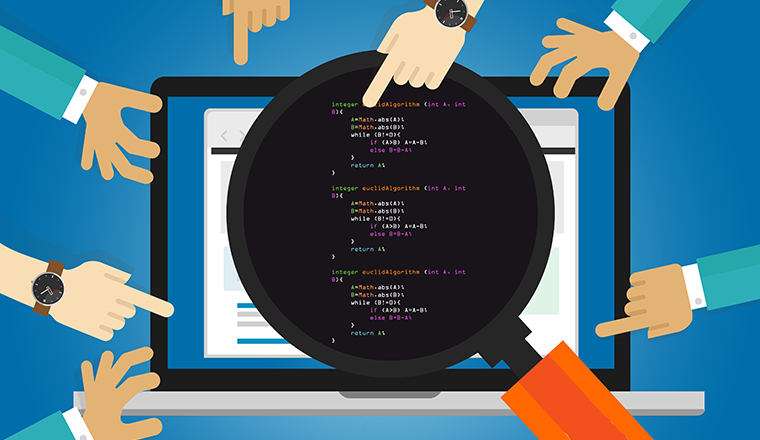 integer euclidAlgorithm (int A, int
B){
A=Math.abs(A);
B=Math.abs(B);
while (B!=0){
if (A>B) A=A-B;
else B=B-A;
}
return A;
}
integer euclidAlgorithm (int A, int
B){
A=Math.abs(A);
B=Math.abs(B);
while (B!=0){
if (A>B) A=A-B;
else B=B-A;
}
return A;
}
integer euclidAlgorithm (int A, int
B){
A=Math.abs(A);
B=Math.abs(B);
while (B!=0){
if (A>B) A=A-B;
else B=B-A;
}
return A;
}